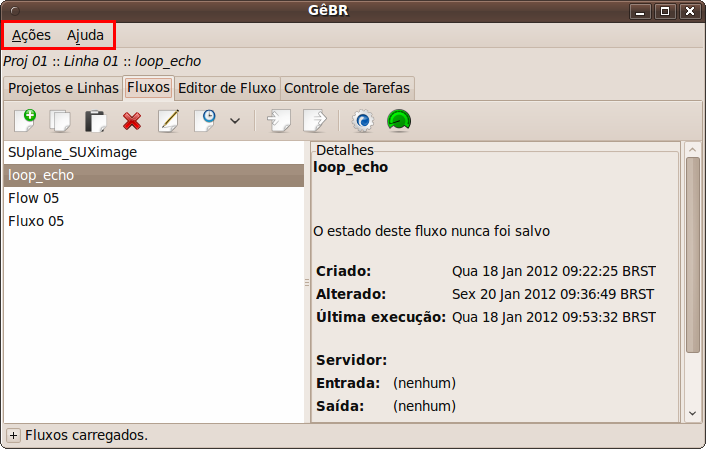 GêBR
Ações Ajuda
Proj 01 :: Linha 01 :: loop_echo
Projetos e Linhas Fluxos Editor de Fluxo Controle de Tarefas
SUplane_SUXimage
loop_echo
Flow 05
Fluxo 05
Detalhes
loop_echo
O estado deste fluxo nunca foi salvo
Criado: Qua 18 Jan 2012 09:22:25 BRST
Alterado: Sex 20 Jan 2012 09:36:49 BRST
Última execução: Qua 18 Jan 2012 09:53:32 BRST
Servidor:
Entrada: (nenhum)
Saída: (nenhum)
Fluxos carregados.